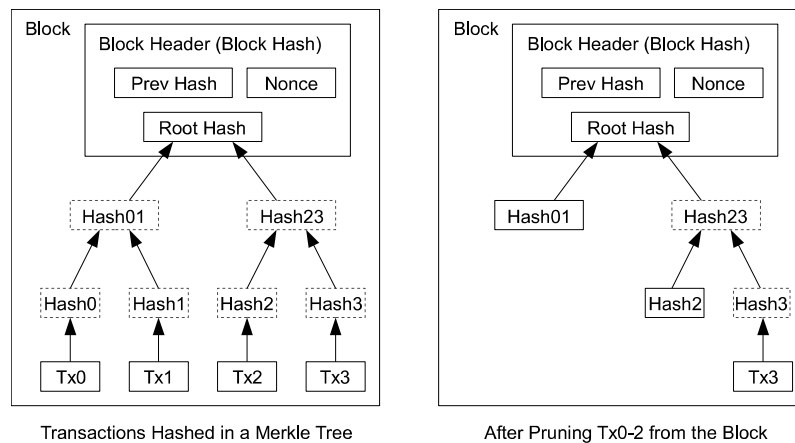 Block
Block Header (Block Hash)
Prev Hash
Nonce
Root Hash
Hash01
Hash23
Hash0
Hash1
Hash2
Hash3
Tx0
Tx1
Tx2
Tx3
Transactions Hashed in a Merkle Tree
Block
Block Header (Block Hash)
Prev Hash
Nonce
Root Hash
Hash01
Hash23
Hash2
Hash3
Tx3
After Pruning Tx0-2 from the Block